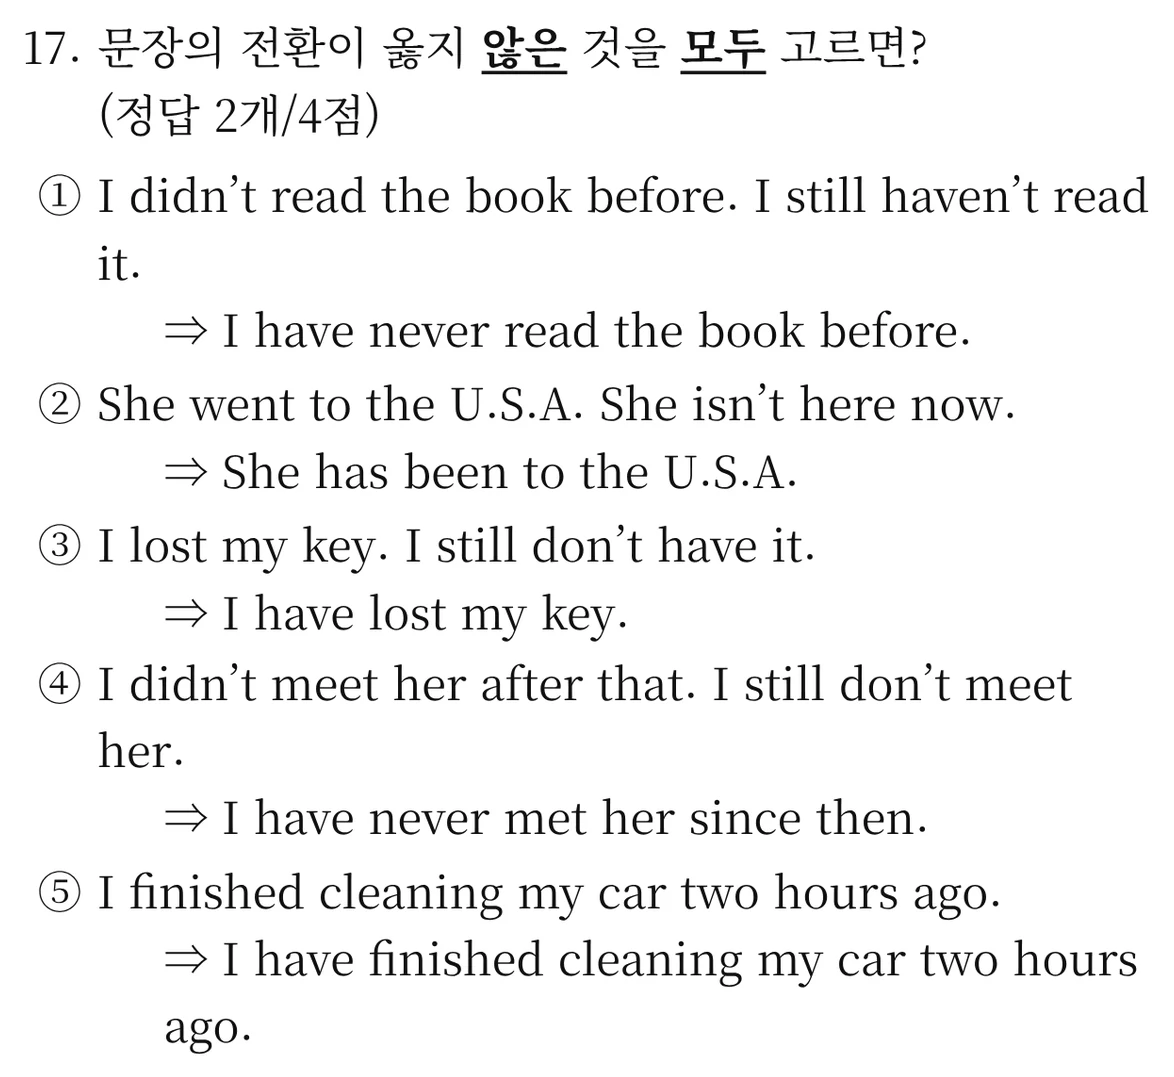 17. 문장의 전환이 옳지 않은 것을 모두 고르면?
(정답 2개/4점)
① I didn’t read the book before. I still haven’t read
it.
⇒ I have never read the book before.
② She went to the U.S.A. She isn’t here now.
⇒ She has been to the U.S.A.
③ I lost my key. I still don’t have it.
⇒ I have lost my key.
④ I didn’t meet her after that. I still don’t meet
her.
⇒ I have never met her since then.
⑤ I finished cleaning my car two hours ago.
⇒ I have finished cleaning my car two hours
ago.